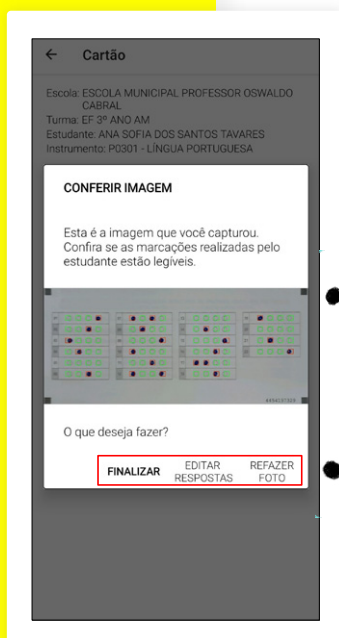 ← Cartão
Escola: ESCOLA MUNICIPAL PROFESSOR OSWALDO
CABRAL
Turma: EF 3º ANO AM
Estudante: ANA SOFIA DOS SANTOS TAVARES
Instrumento: P0301 - LÍNGUA PORTUGUESA
CONFERIR IMAGEM
Esta é a imagem que você capturou.
Confira se as marcações realizadas pelo
estudante estão legíveis.
O que deseja fazer?
FINALIZAR
EDITAR
RESPOSTAS
REFAZER
FOTO